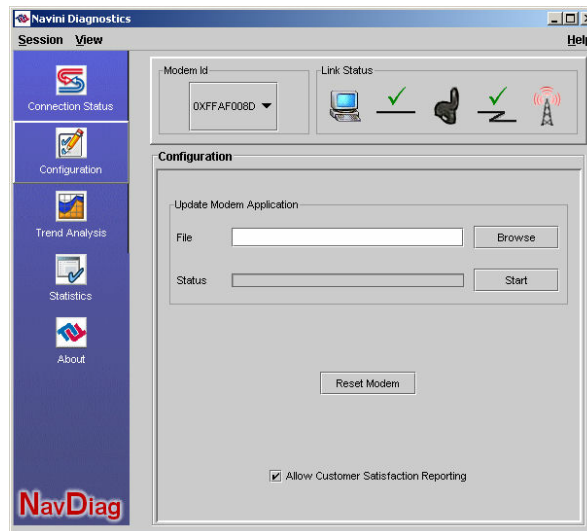 Navini Diagnostics
Session View Help
Connection Status
Configuration
Trend Analysis
Statistics
About
NavDiag
Modem Id
0XFFAF008D
Link Status
Configuration
Update Modem Application
File Browse
Status Start
Reset Modem
Allow Customer Satisfaction Reporting